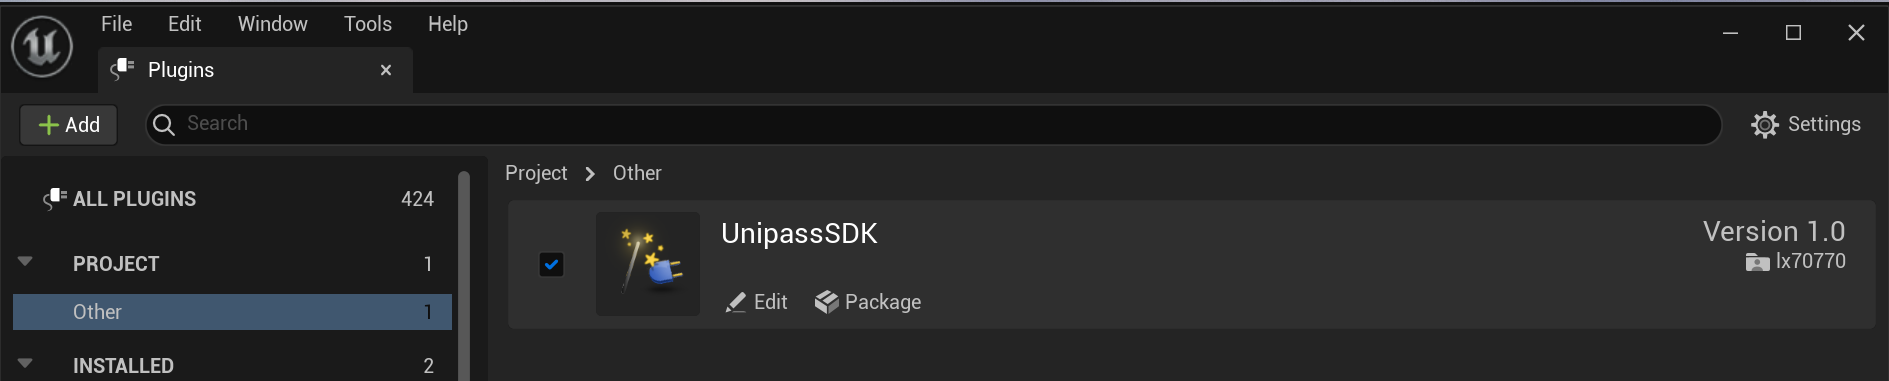 File Edit Window Tools Help
Plugins
Add
Search
Settings
ALL PLUGINS 424
PROJECT 1
Other 1
INSTALLED 2
Project > Other
UnipassSDK
Edit Package
Version 1.0
lx70770